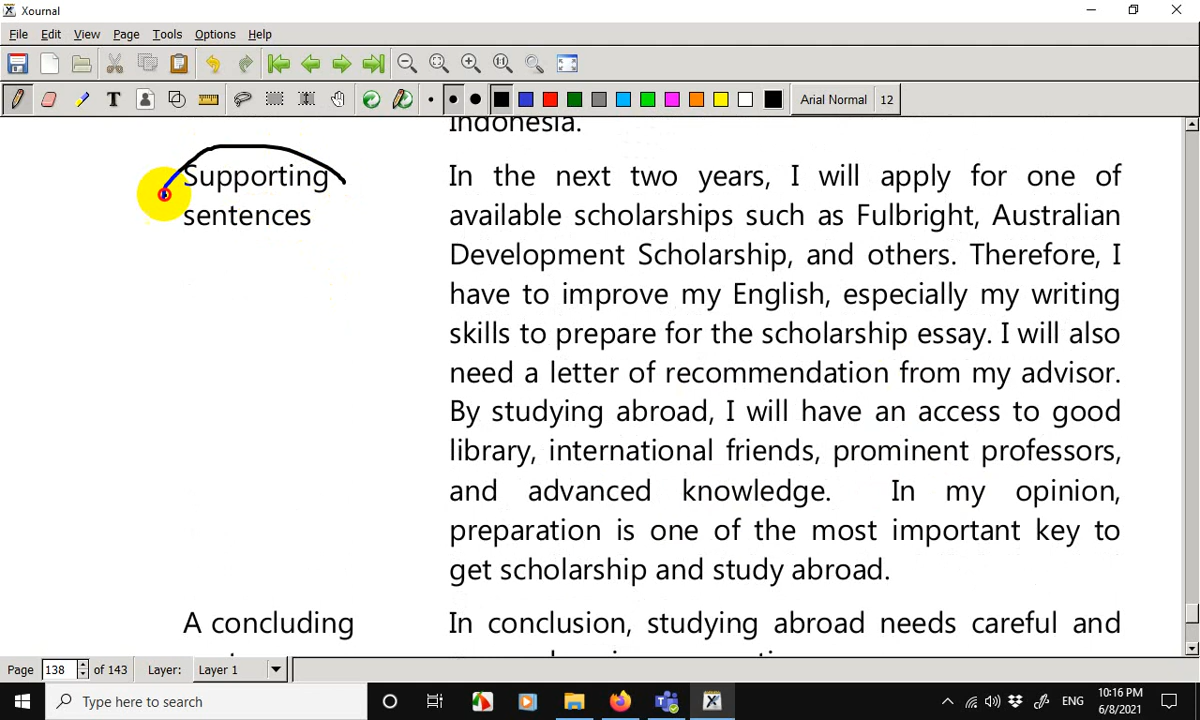 Xournal
File Edit View Page Tools Options Help
Arial Normal 12
Indonesia.
Supporting
sentences
In the next two years, I will apply for one of
available scholarships such as Fulbright, Australian
Development Scholarship, and others. Therefore, I
have to improve my English, especially my writing
skills to prepare for the scholarship essay. I will also
need a letter of recommendation from my advisor.
By studying abroad, I will have an access to good
library, international friends, prominent professors,
and advanced knowledge. In my opinion,
preparation is one of the most important key to
get scholarship and study abroad.
A concluding
In conclusion, studying abroad needs careful and
Page 138 of 143 Layer: Layer 1
Type here to search
ENG
10:16 PM
6/8/2021